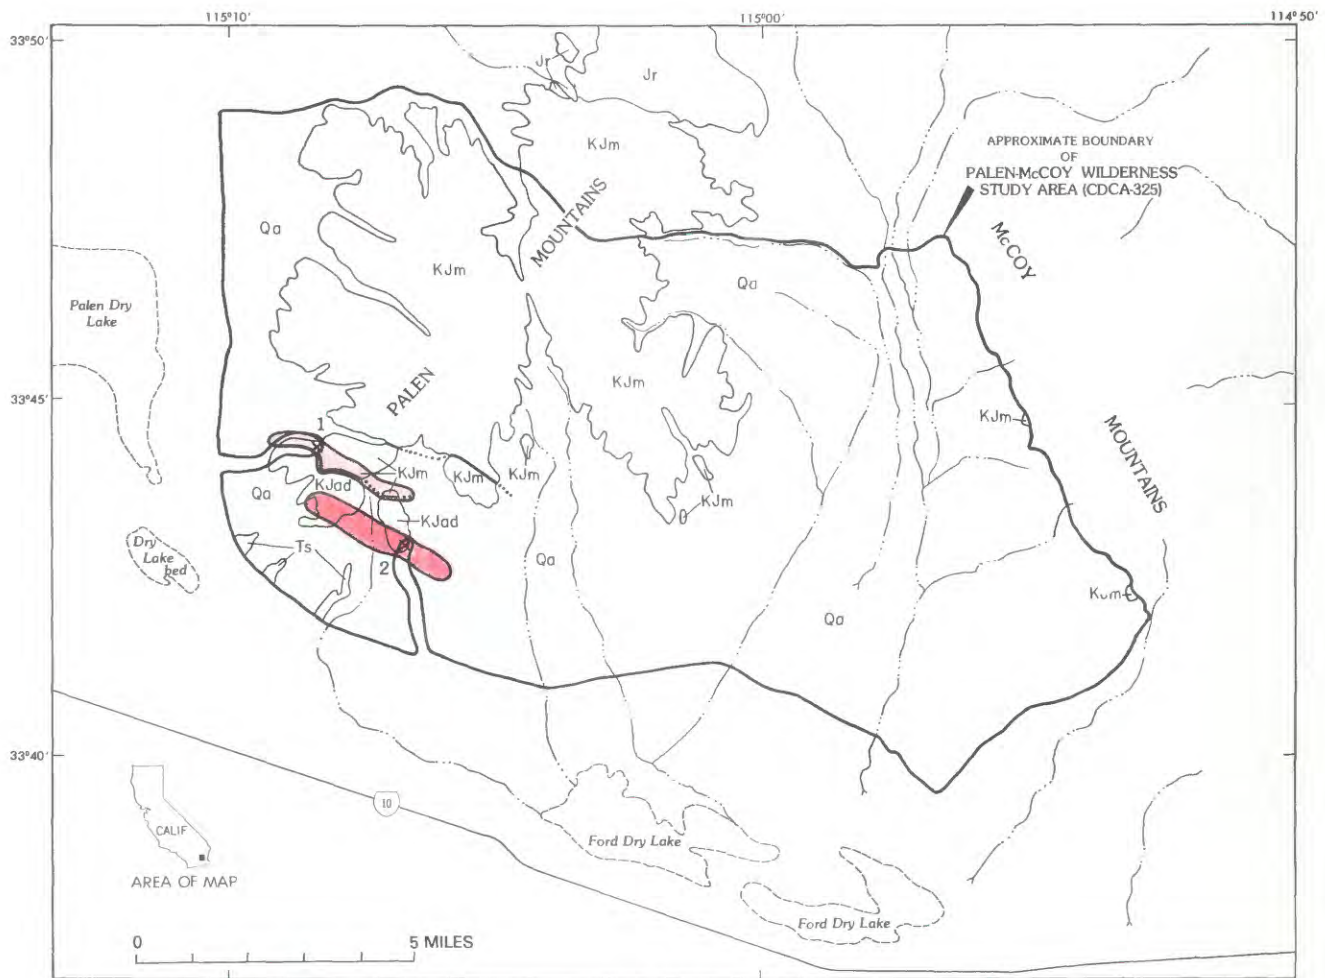 115°10′
115°00′
114°50′
33°50′
Jr
Jr
KJm
APPROXIMATE BOUNDARY
OF
PALEN-McCOY WILDERNESS
STUDY AREA (CDCA-325)
MOUNTAINS
McCOY
Qa
KJm
Qa
Palen Dry
Lake
PALEN
KJm
33°45′
KJm
MOUNTAINS
1
KJm
KJm
KJm
KJm
KJad
Qa
KJad
Ts
Dry
Lake
bed
2
Qa
Qa
33°40′
10
CALIF
AREA OF MAP
Ford Dry Lake
Ford Dry Lake
0
5 MILES